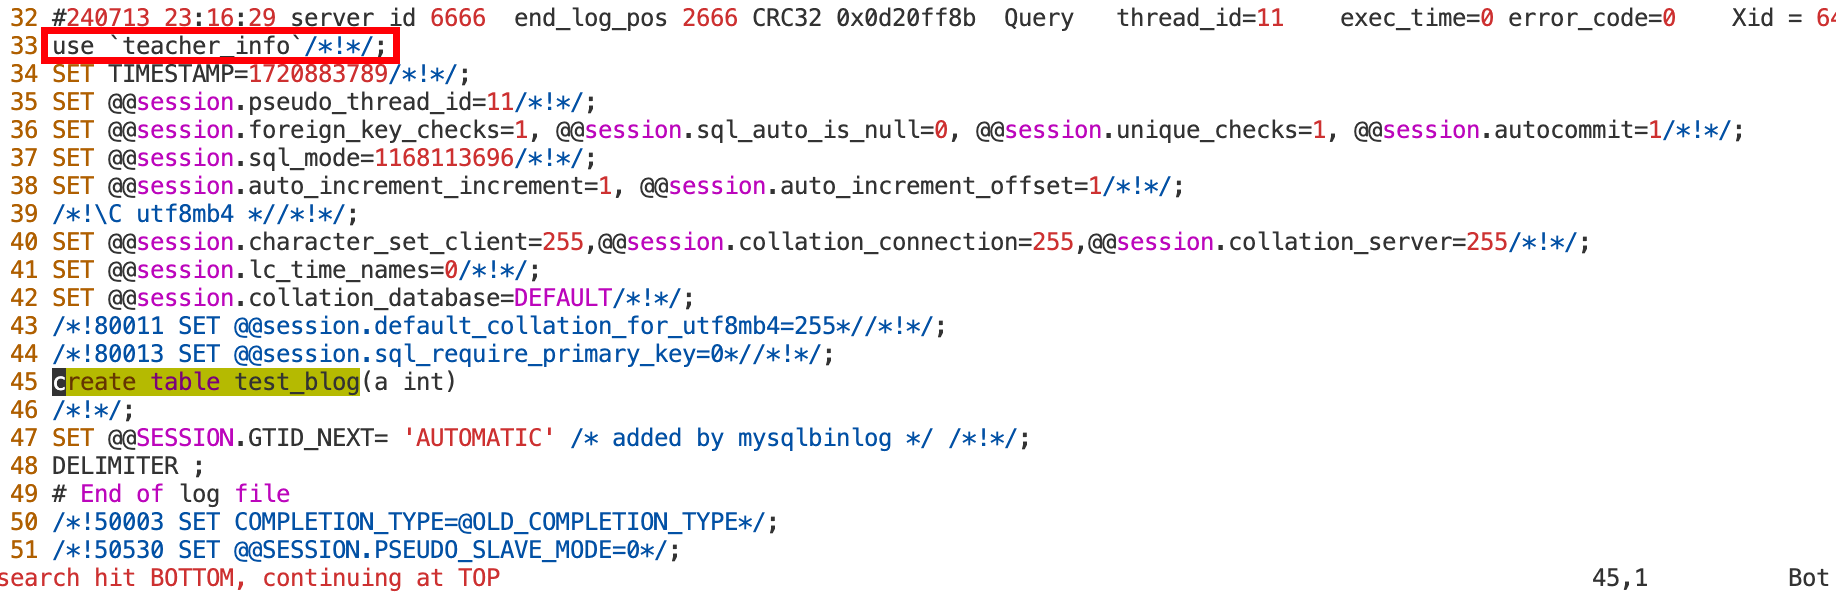 32 #240713 23:16:29 server id 6666  end_log_pos 2666 CRC32 0x0d20ff8b  Query   thread_id=11    exec_time=0 error_code=0    Xid = 64
33 use `teacher_info`/*!*/;
34 SET TIMESTAMP=1720883789/*!*/;
35 SET @@session.pseudo_thread_id=11/*!*/;
36 SET @@session.foreign_key_checks=1, @@session.sql_auto_is_null=0, @@session.unique_checks=1, @@session.autocommit=1/*!*/;
37 SET @@session.sql_mode=1168113696/*!*/;
38 SET @@session.auto_increment_increment=1, @@session.auto_increment_offset=1/*!*/;
39 /*!\C utf8mb4 *//*!*/;
40 SET @@session.character_set_client=255,@@session.collation_connection=255,@@session.collation_server=255/*!*/;
41 SET @@session.lc_time_names=0/*!*/;
42 SET @@session.collation_database=DEFAULT/*!*/;
43 /*!80011 SET @@session.default_collation_for_utf8mb4=255*//*!*/;
44 /*!80013 SET @@session.sql_require_primary_key=0*//*!*/;
45 create table test_blog(a int)
46 /*!*/;
47 SET @@SESSION.GTID_NEXT= 'AUTOMATIC' /* added by mysqlbinlog */ /*!*/;
48 DELIMITER ;
49 # End of log file
50 /*!50003 SET COMPLETION_TYPE=@OLD_COMPLETION_TYPE*/;
51 /*!50530 SET @@SESSION.PSEUDO_SLAVE_MODE=0*/;
search hit BOTTOM, continuing at TOP 45,1 Bot